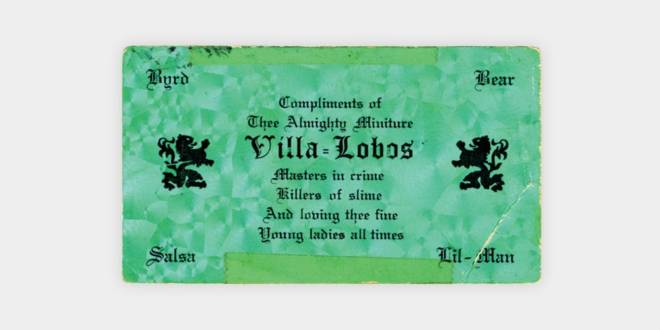 Byrd
Bear
Compliments of
Thee Almighty Miniture
Villa=Lobos
Masters in crime
Killers of slime
And loving thee fine
Young ladies all times
Salsa
Lil-Man